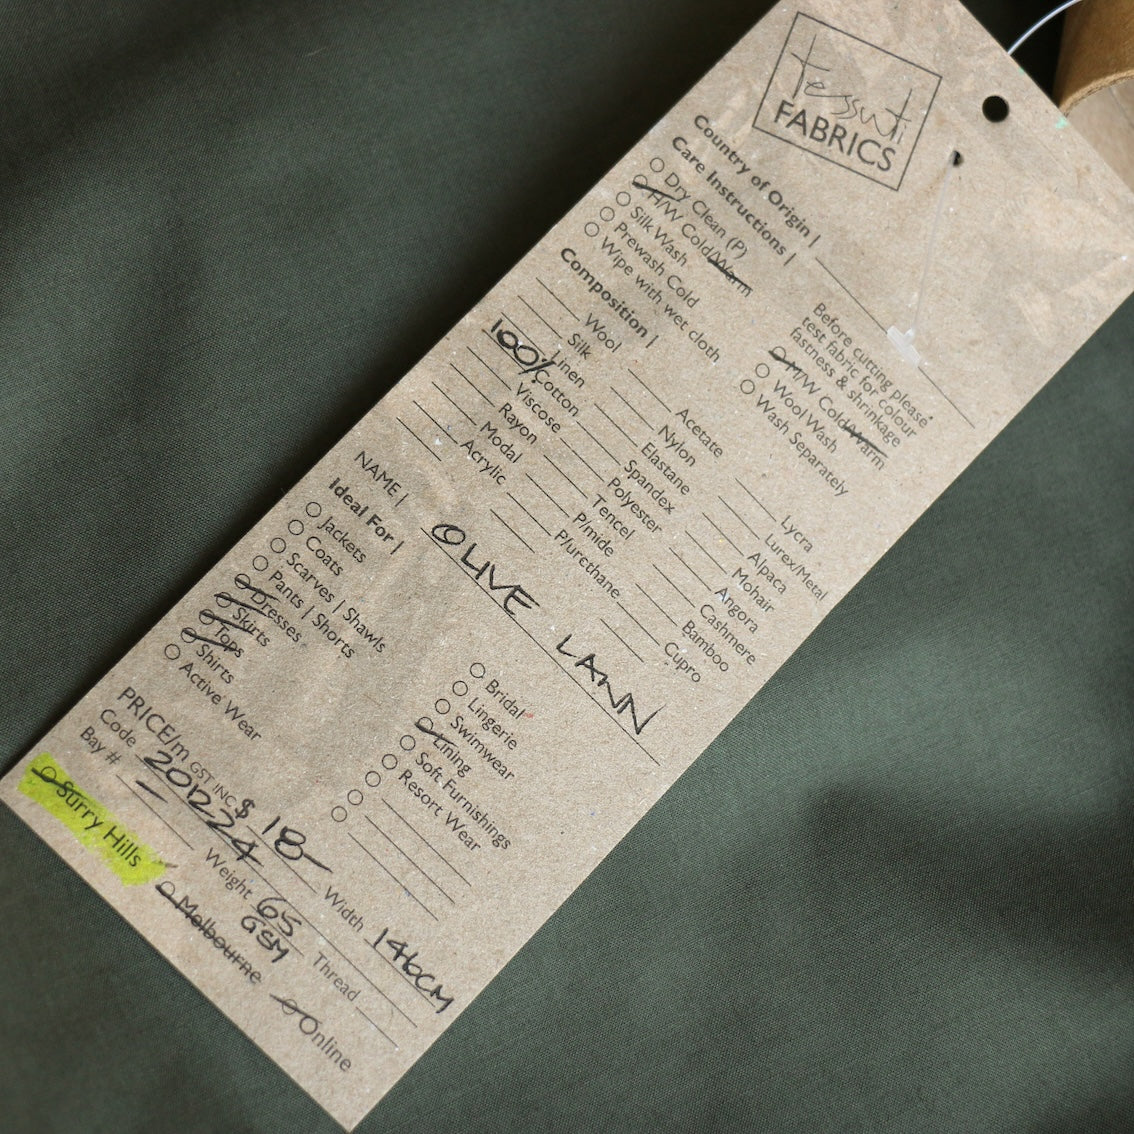 tessuti
FABRICS
Country of Origin |
Care Instructions |
Dry Clean (P)
H/W Cold/Warm
Silk Wash
Prewash Cold
Wipe with wet cloth
Before cutting please
test fabric for colour
fastness & shrinkage
M/W Cold/Warm
Wool Wash
Wash Separately
Composition |
Wool
Silk
Linen
100% Cotton
Viscose
Rayon
Modal
Acrylic
Acetate
Nylon
Elastane
Spandex
Polyester
Tencel
P/mide
P/urethane
Lycra
Lurex/Metal
Alpaca
Mohair
Angora
Cashmere
Bamboo
Cupro
NAME | OLIVE LAWN
Ideal For |
Jackets
Coats
Scarves | Shawls
Pants | Shorts
Dresses
Skirts
Tops
Shirts
Active Wear
Bridal
Lingerie
Swimwear
Lining
Soft Furnishings
Resort Wear
PRICE/m GST INC $ 18- Width 146CM
Code 201224 Weight 65 GSM Thread
Bay # -
Surry Hills Melbourne Online